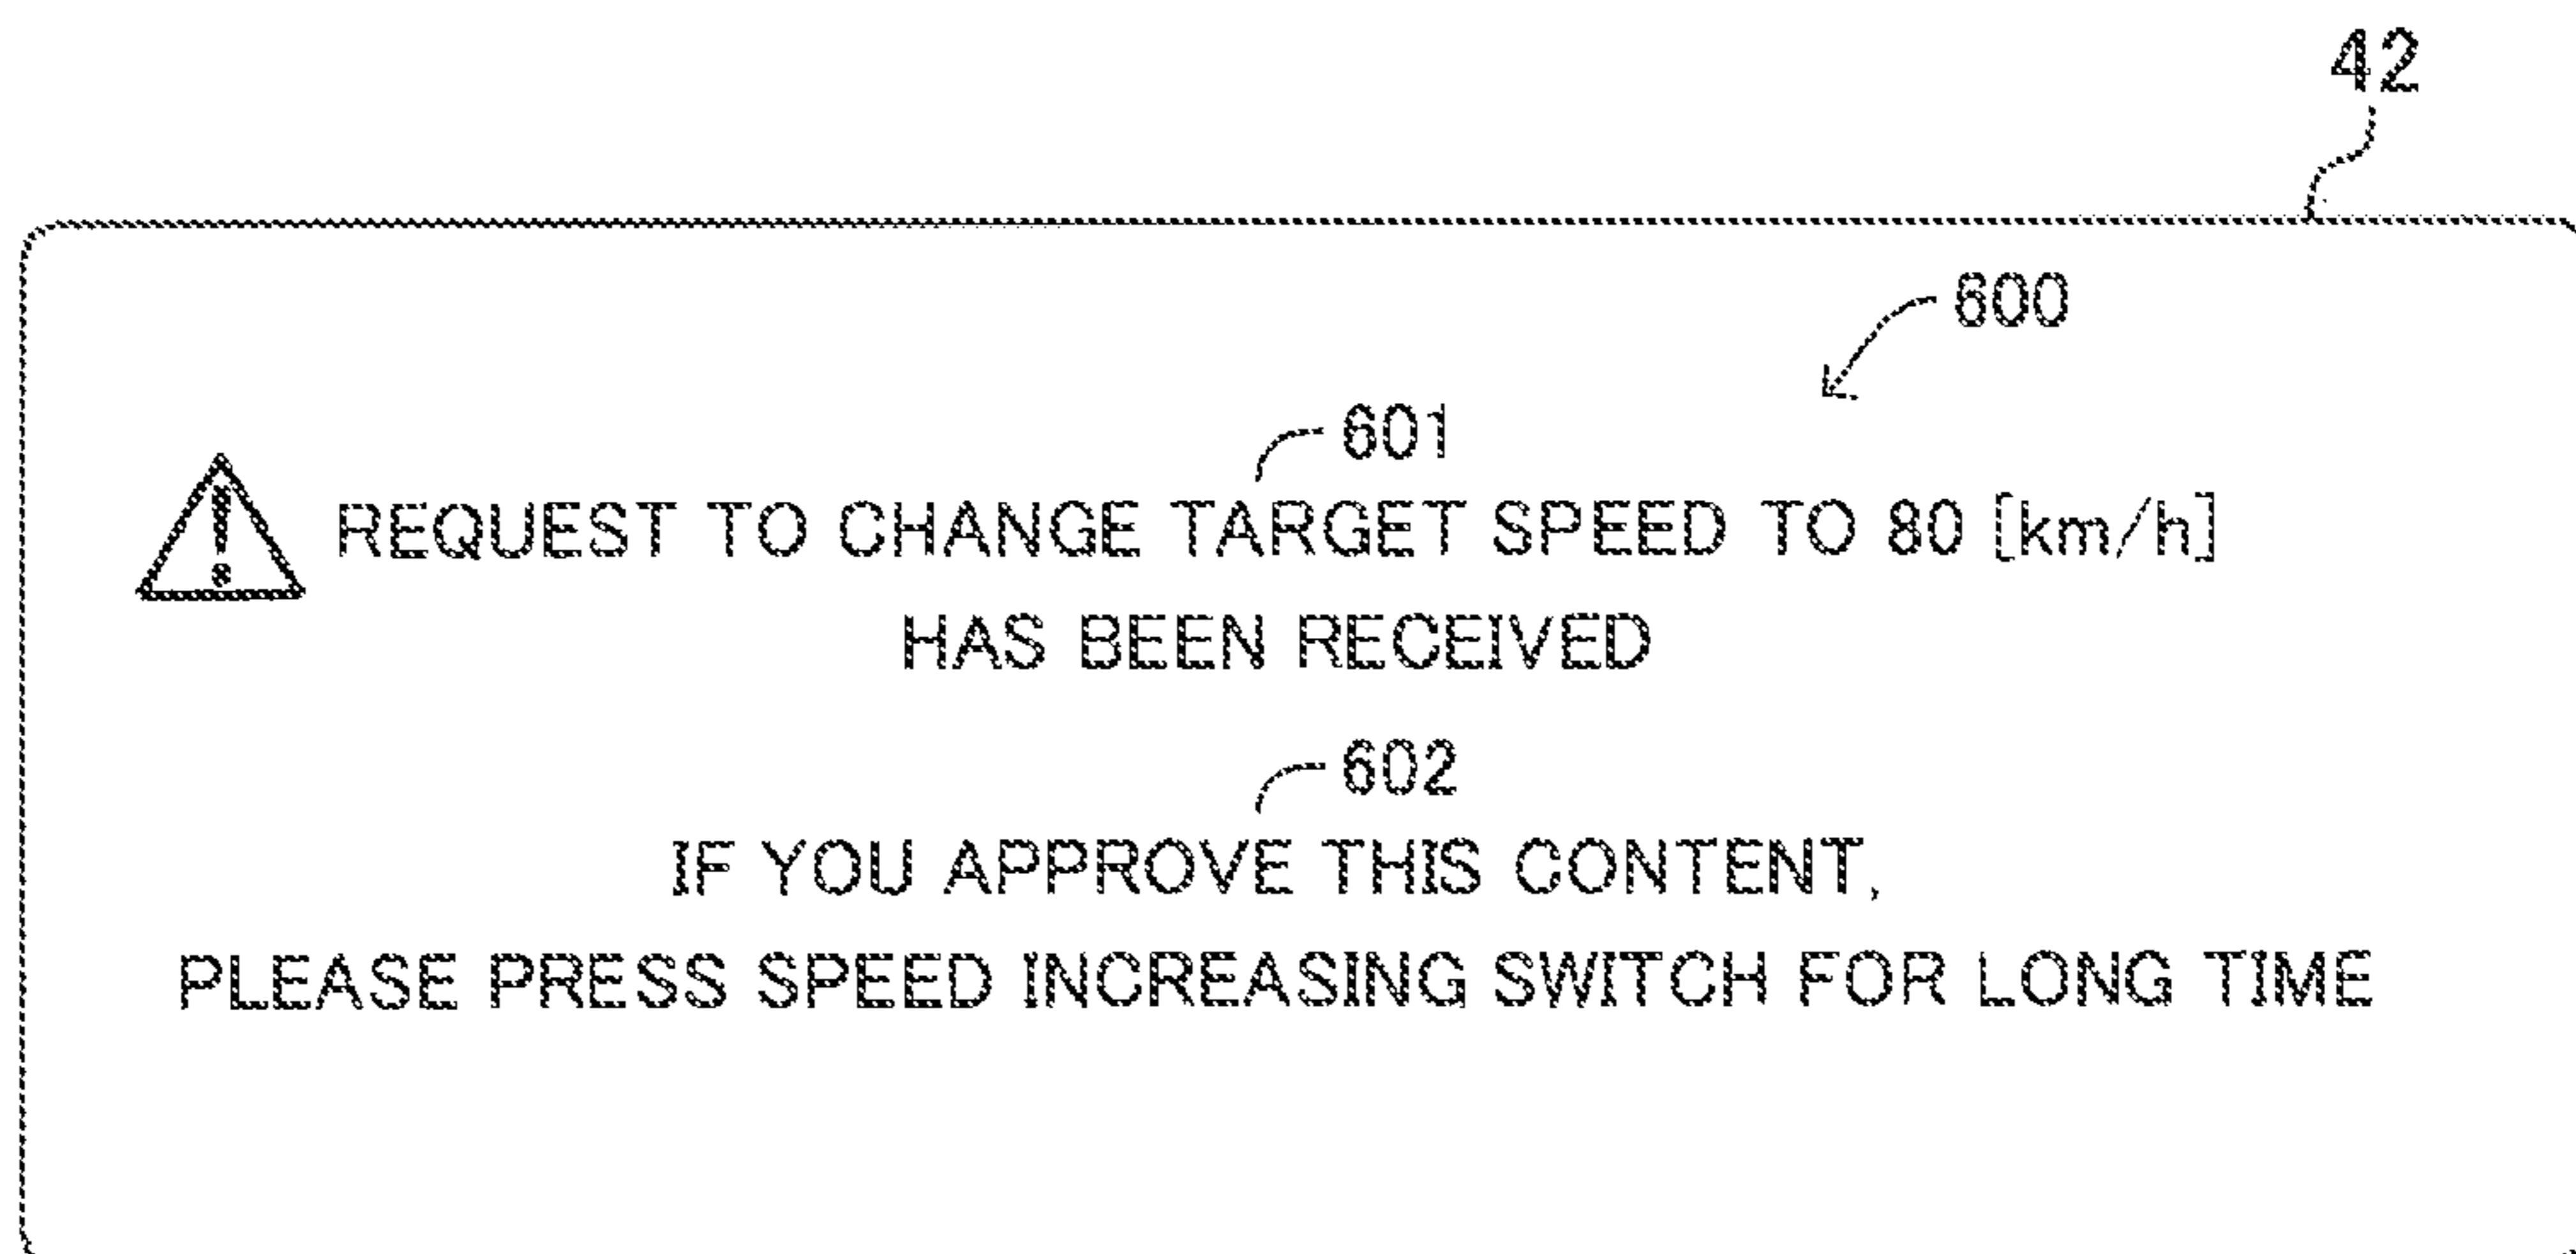 42
600
601
REQUEST TO CHANGE TARGET SPEED TO 80 [km/h]
HAS BEEN RECEIVED
602
IF YOU APPROVE THIS CONTENT,
PLEASE PRESS SPEED INCREASING SWITCH FOR LONG TIME